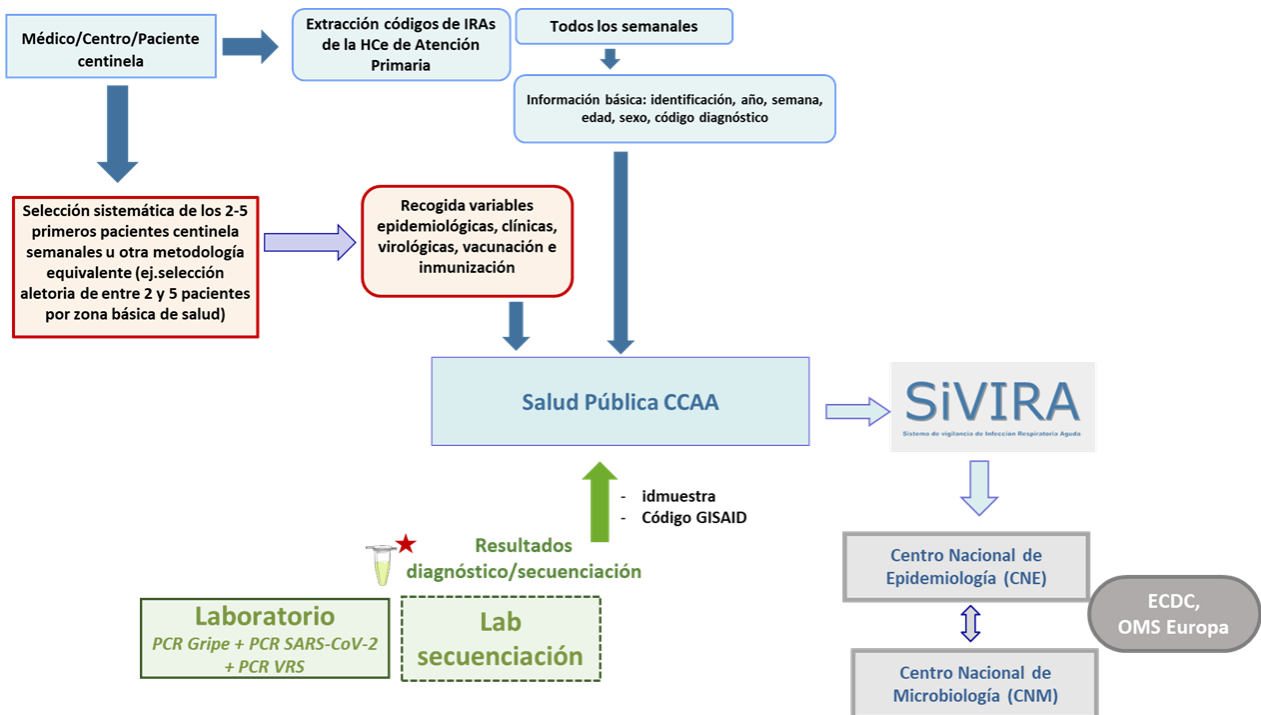 Médico/Centro/Paciente
centinela
Extracción códigos de IRAs
de la HCe de Atención
Primaria
Todos los semanales
Información básica: identificación, año, semana,
edad, sexo, código diagnóstico
Selección sistemática de los 2-5
primeros pacientes centinela
semanales u otra metodología
equivalente (ej.selección
aletoria de entre 2 y 5 pacientes
por zona básica de salud)
Recogida variables
epidemiológicas, clínicas,
virológicas, vacunación e
inmunización
Salud Pública CCAA
SiVIRA
Sistema de vigilancia de Infección Respiratoria Aguda
- idmuestra
- Código GISAID
Resultados
diagnóstico/secuenciación
Laboratorio
PCR Gripe + PCR SARS-CoV-2
+ PCR VRS
Lab
secuenciación
Centro Nacional de
Epidemiología (CNE)
ECDC,
OMS Europa
Centro Nacional de
Microbiología (CNM)